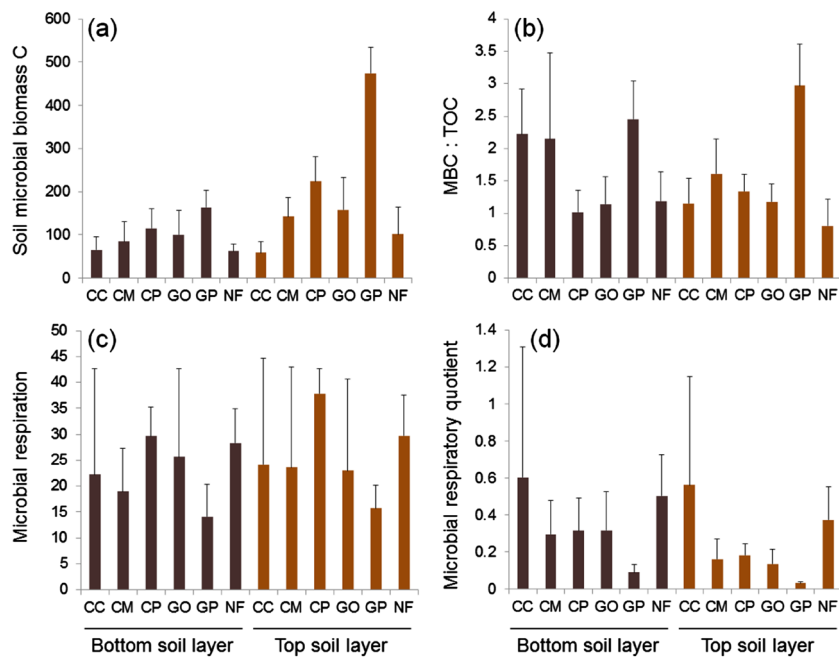 (a)
Soil microbial biomass C
600
500
400
300
200
100
0
CC CM CP GO GP NF CC CM CP GO GP NF
(b)
MBC : TOC
4
3.5
3
2.5
2
1.5
1
0.5
0
CC CM CP GO GP NF CC CM CP GO GP NF
(c)
Microbial respiration
50
45
40
35
30
25
20
15
10
5
0
CC CM CP GO GP NF CC CM CP GO GP NF
Bottom soil layer Top soil layer
(d)
Microbial respiratory quotient
1.4
1.2
1
0.8
0.6
0.4
0.2
0
CC CM CP GO GP NF CC CM CP GO GP NF
Bottom soil layer Top soil layer